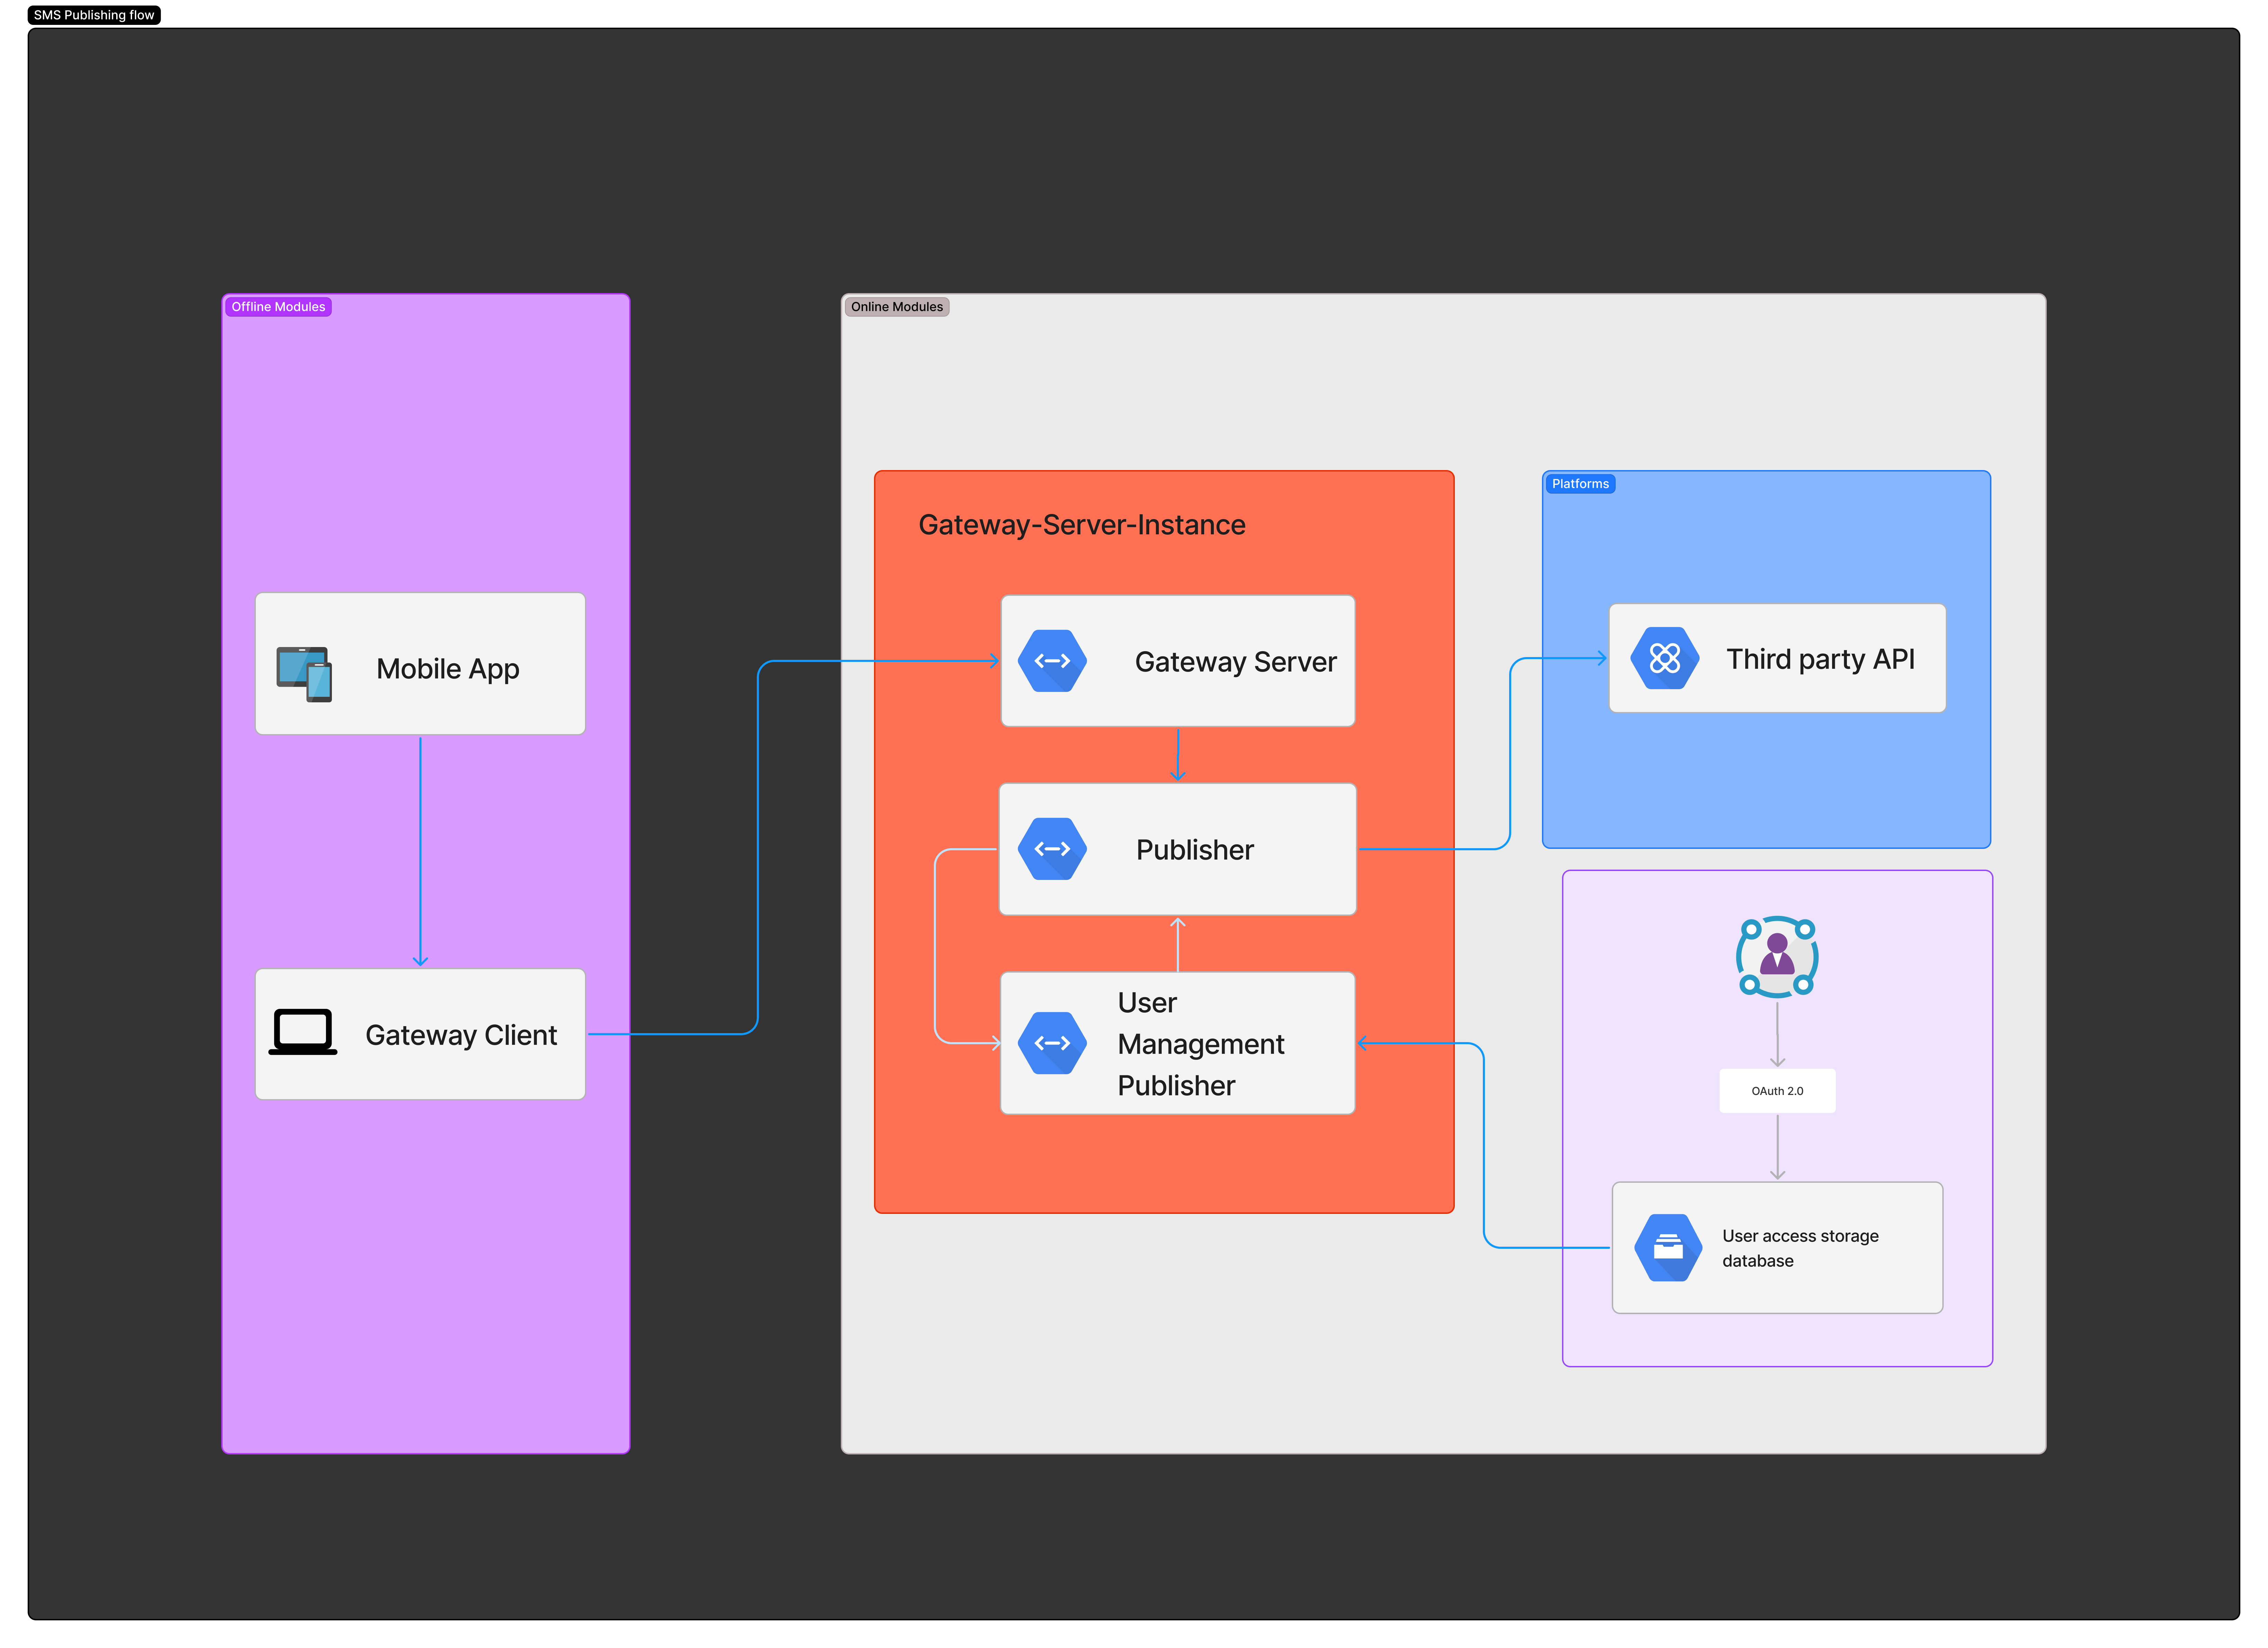 SMS Publishing flow
Offline Modules
Mobile App
Gateway Client
Online Modules
Gateway-Server-Instance
Gateway Server
Publisher
User
Management
Publisher
Platforms
Third party API
OAuth 2.0
User access storage
database